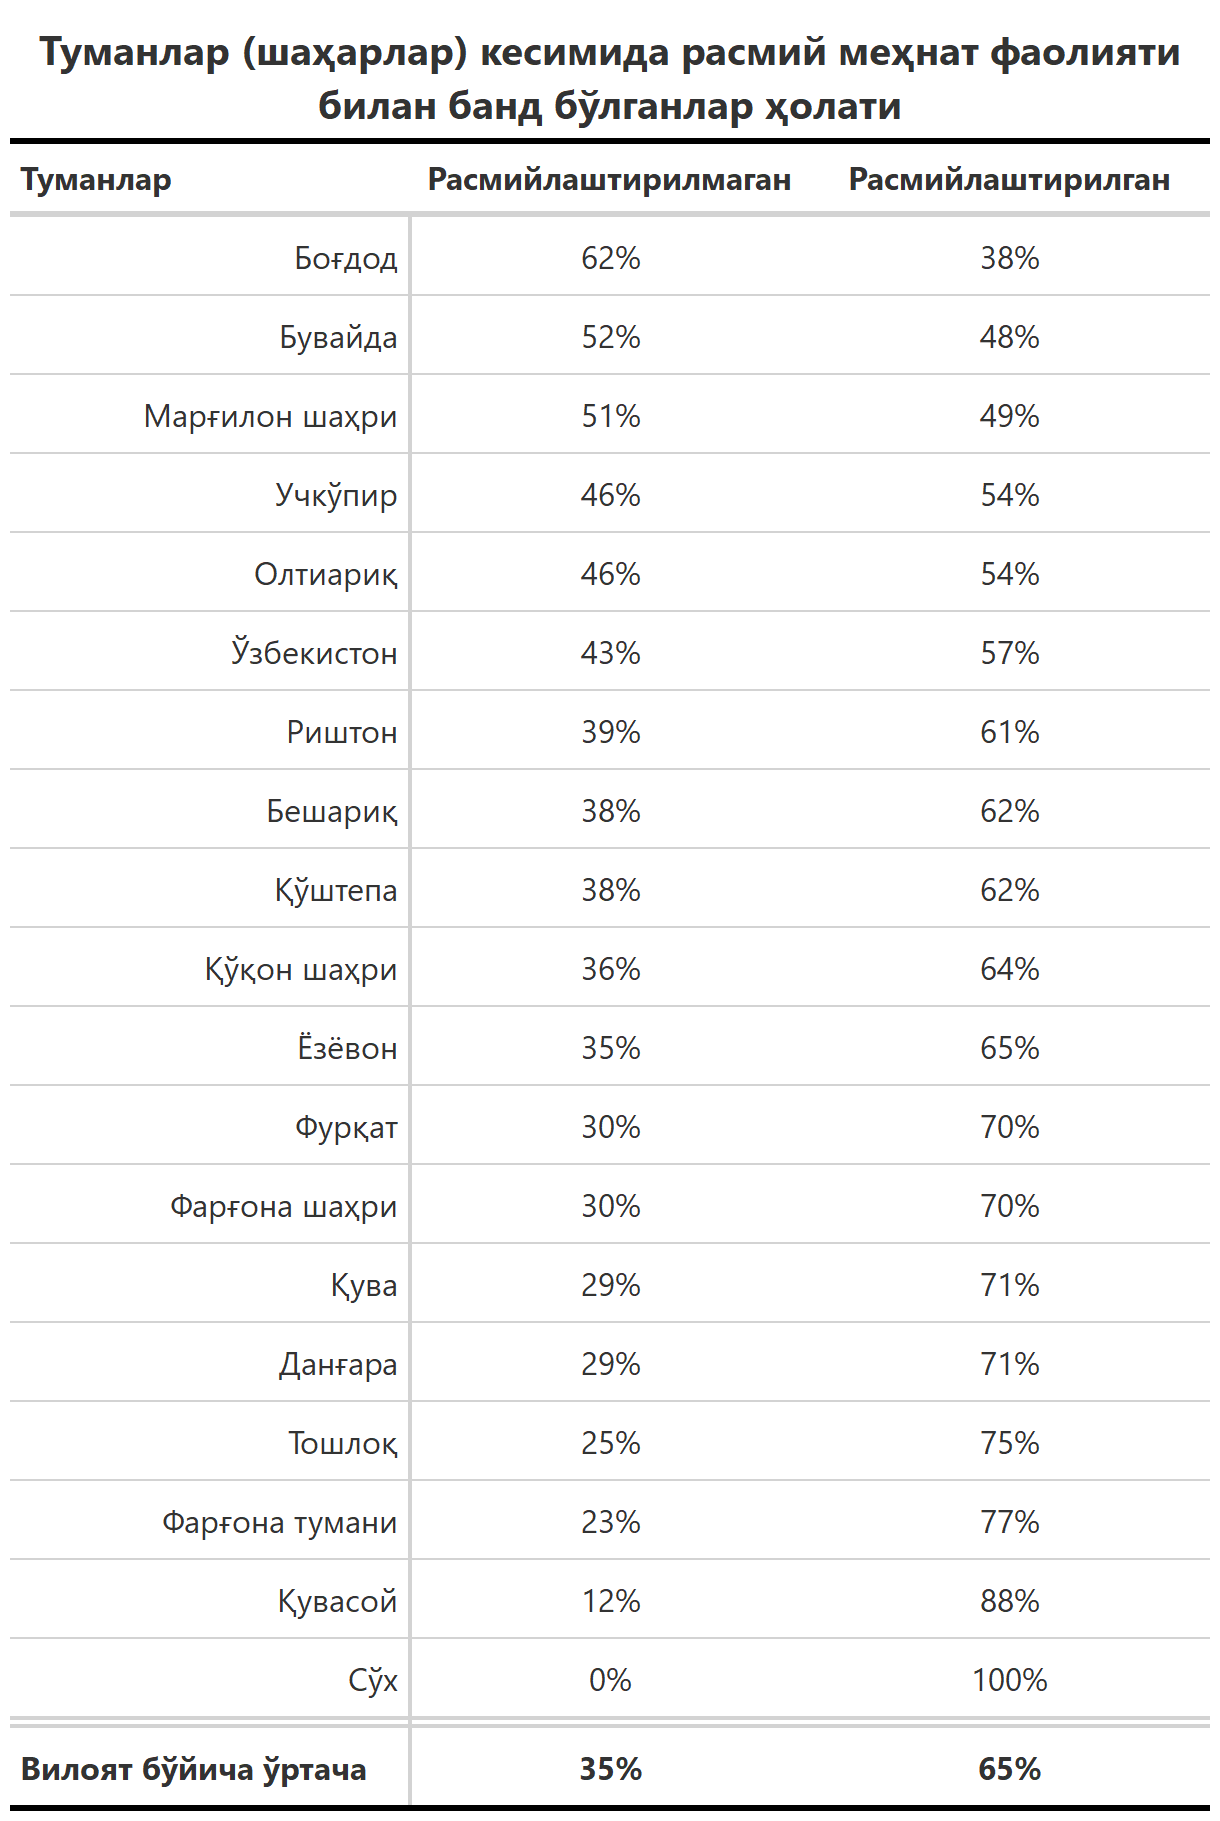 Туманлар (шаҳарлар) кесимида расмий меҳнат фаолияти
билан банд бўлганлар ҳолати
Туманлар Расмийлаштирилмаган Расмийлаштирилган
Боғдод 62% 38%
Бувайда 52% 48%
Марғилон шаҳри 51% 49%
Учкўпир 46% 54%
Олтиариқ 46% 54%
Ўзбекистон 43% 57%
Риштон 39% 61%
Бешариқ 38% 62%
Қўштепа 38% 62%
Қўқон шаҳри 36% 64%
Ёзёвон 35% 65%
Фурқат 30% 70%
Фарғона шаҳри 30% 70%
Қува 29% 71%
Данғара 29% 71%
Тошлоқ 25% 75%
Фарғона тумани 23% 77%
Қувасой 12% 88%
Сўх 0% 100%
Вилоят бўйича ўртача 35% 65%